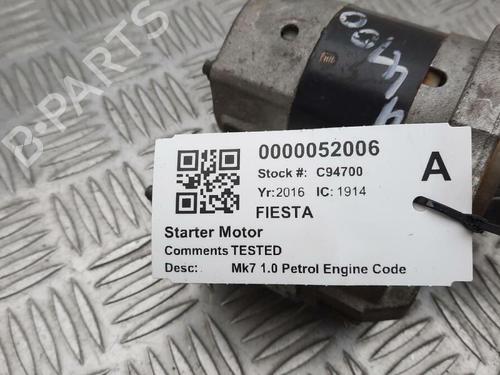 B-PARTS
00LHH
0000052006
Stock #: C94700
Yr:2016 IC: 1914
A
FIESTA
Starter Motor
Comments TESTED
Desc: Mk7 1.0 Petrol Engine Code